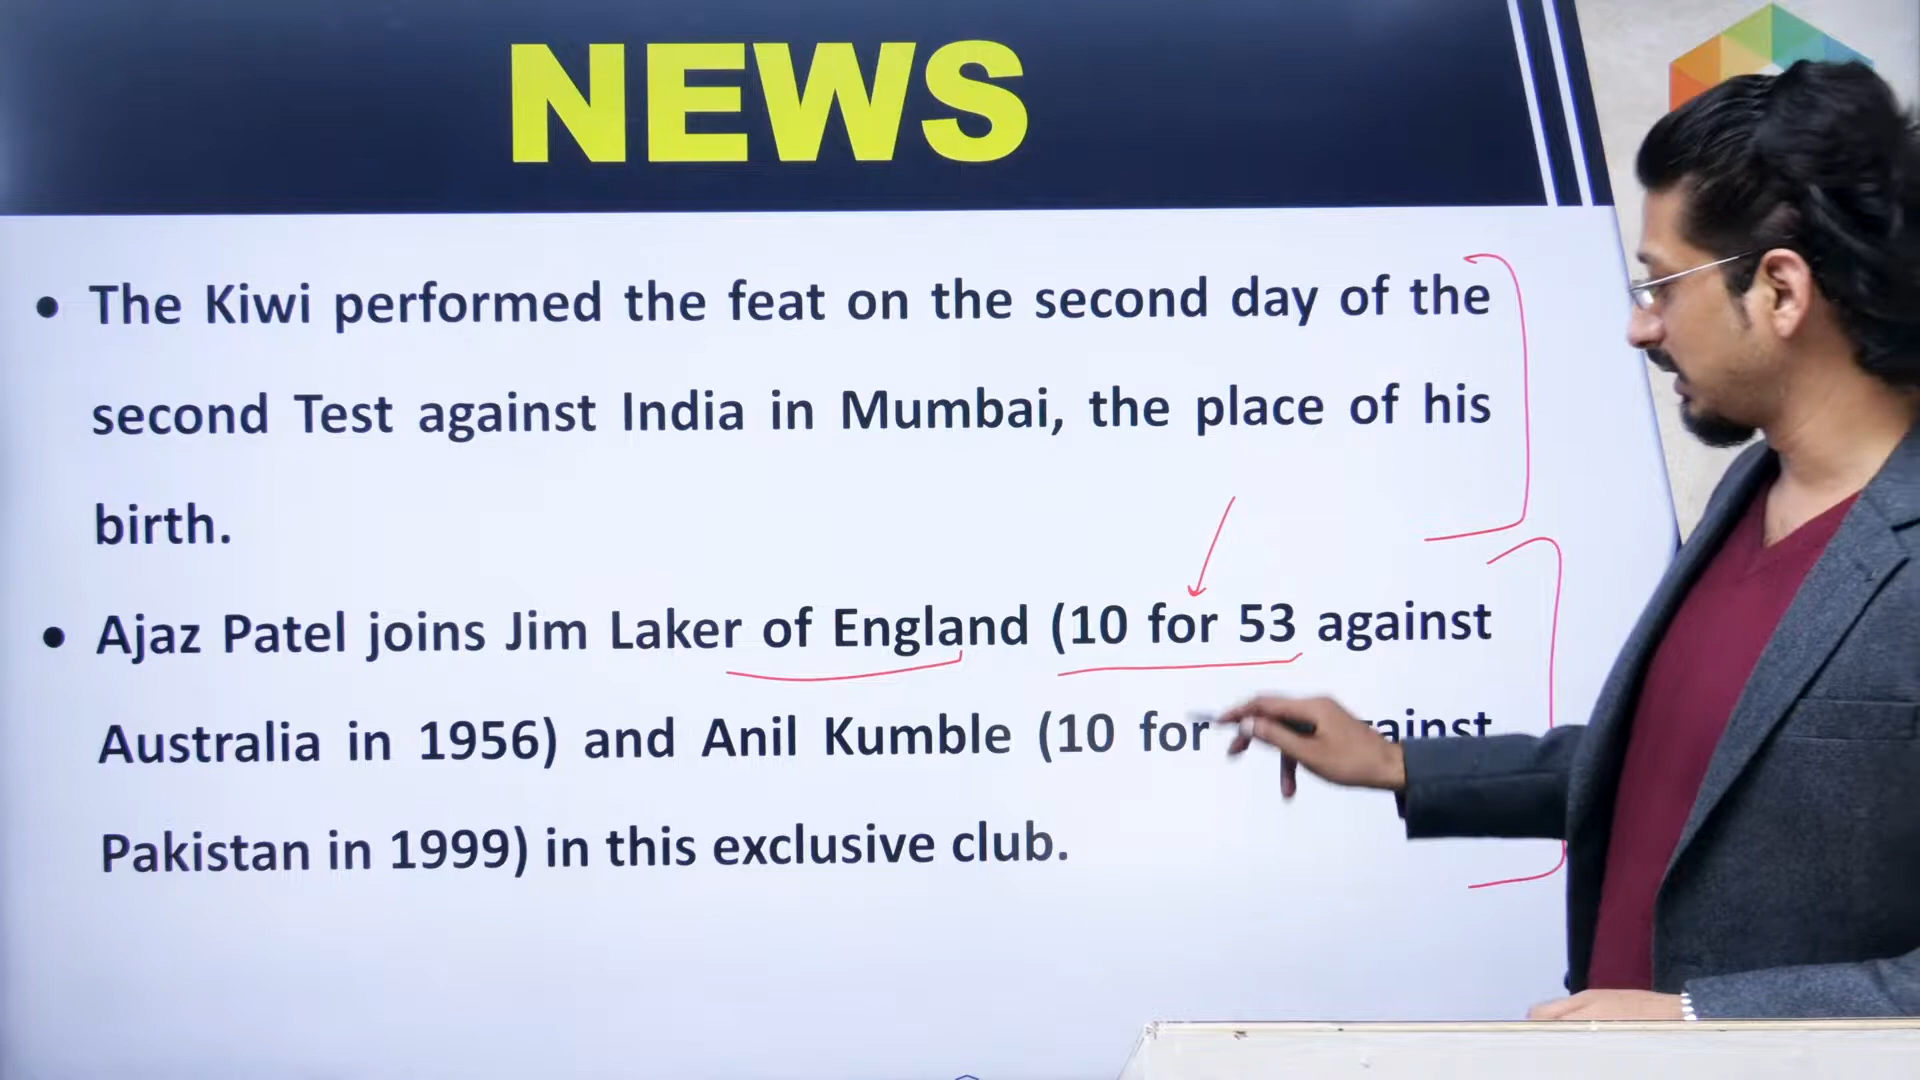 NEWS
• The Kiwi performed the feat on the second day of the
second Test against India in Mumbai, the place of his
birth.
• Ajaz Patel joins Jim Laker of England (10 for 53 against
Australia in 1956) and Anil Kumble (10 for
Pakistan in 1999) in this exclusive club.